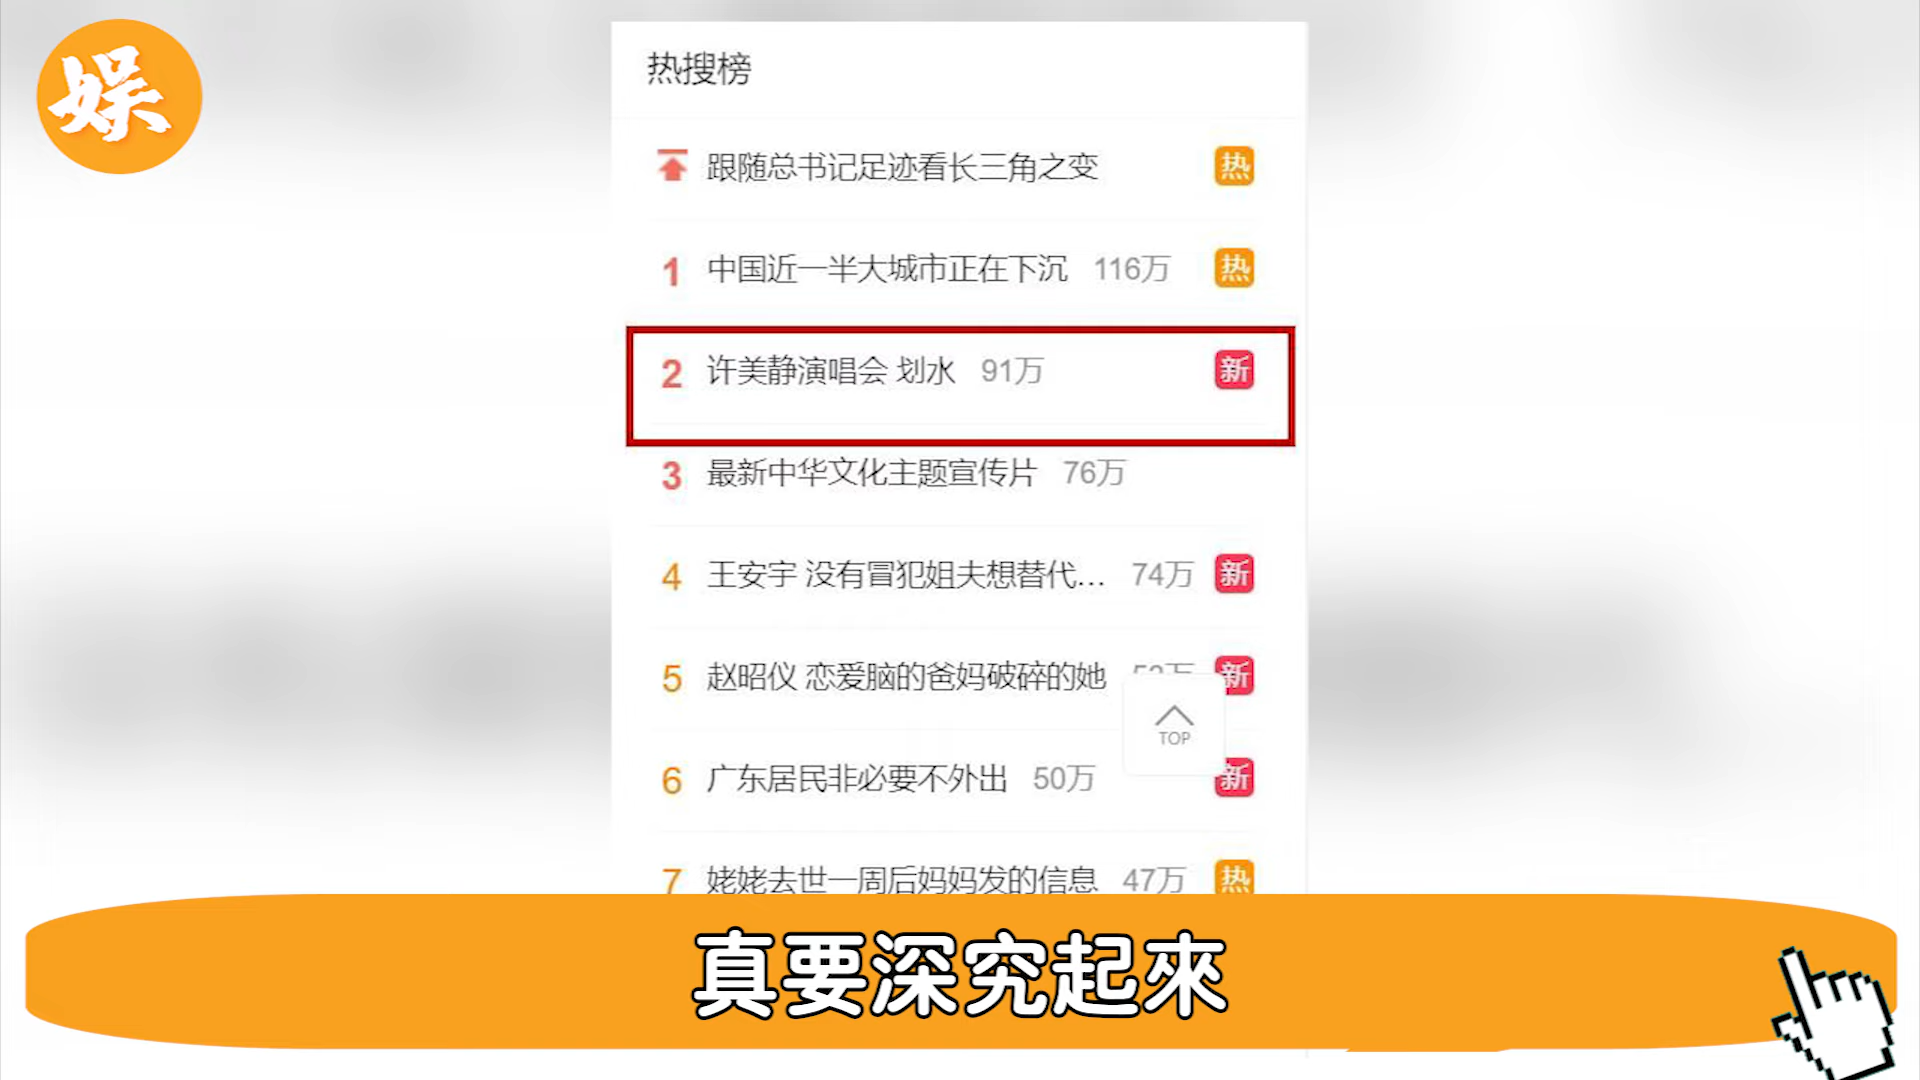 娱
热搜榜
跟随总书记足迹看长三角之变 热
1 中国近一半大城市正在下沉 116万 热
2 许美静演唱会 划水 91万 新
3 最新中华文化主题宣传片 76万
4 王安宇 没有冒犯姐夫想替代... 74万 新
5 赵昭仪 恋爱脑的爸妈破碎的她 新
TOP
6 广东居民非必要不外出 50万 新
7 姥姥去世一周后妈妈发的信息 47万 热
真要深究起來